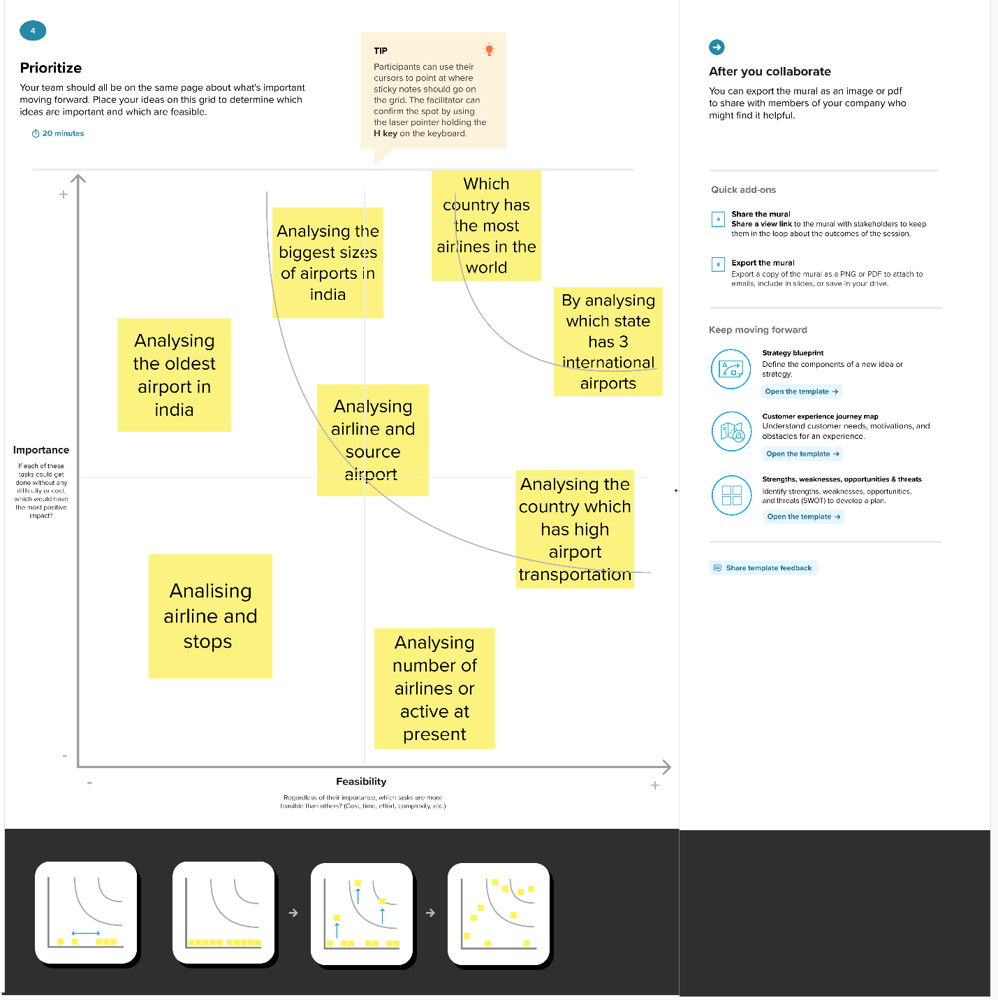 4
Prioritize
Your team should all be on the same page about what's important
moving forward. Place your ideas on this grid to determine which
ideas are important and which are feasible.
20 minutes
TIP
Participants can use their
cursors to point at where
sticky notes should go on
the grid. The facilitator can
confirm the spot by using
the laser pointer holding the
H key on the keyboard.
+
Which
country has
the most
airlines in the
world
Analysing the
biggest sizes
of airports in
india
By analysing
which state
has 3
international
airports
Analysing
the oldest
airport in
india
Analysing
airline and
source
airport
Importance
If each of these
tasks could get
done without any
difficulty or cost,
which would have
the most positive
impact?
Analysing the
country which
has high
airport
transportation
Analising
airline and
stops
Analysing
number of
airlines or
active at
present
-
-
Feasibility
+
Regardless of their importance, which tasks are more
feasible than others? (Cost, time, effort, complexity, etc.)
After you collaborate
You can export the mural as an image or pdf
to share with members of your company who
might find it helpful.
Quick add-ons
A
Share the mural
Share a view link to the mural with stakeholders to keep
them in the loop about the outcomes of the session.
B
Export the mural
Export a copy of the mural as a PNG or PDF to attach to
emails, include in slides, or save in your drive.
Keep moving forward
Strategy blueprint
Define the components of a new idea or
strategy.
Open the template →
Customer experience journey map
Understand customer needs, motivations, and
obstacles for an experience.
Open the template →
Strengths, weaknesses, opportunities & threats
Identify strengths, weaknesses, opportunities,
and threats (SWOT) to develop a plan.
Open the template →
Share template feedback